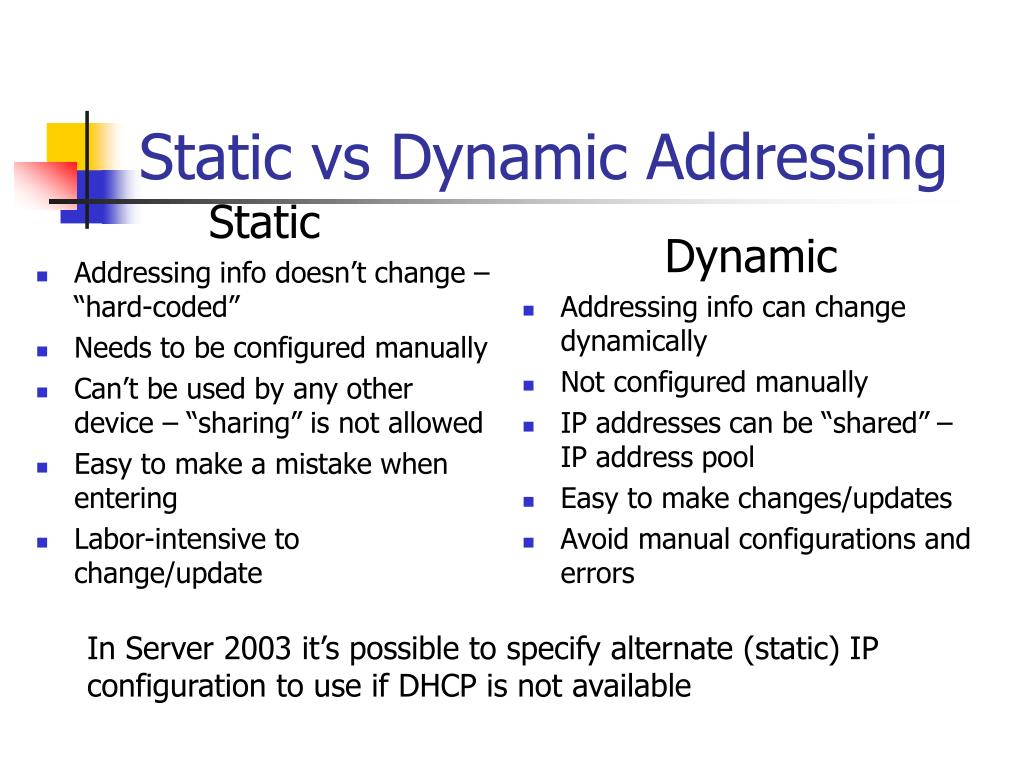 Static vs Dynamic Addressing
Static
Addressing info doesn’t change –
“hard-coded”
Needs to be configured manually
Can’t be used by any other
device – “sharing” is not allowed
Easy to make a mistake when
entering
Labor-intensive to
change/update
Dynamic
Addressing info can change
dynamically
Not configured manually
IP addresses can be “shared” –
IP address pool
Easy to make changes/updates
Avoid manual configurations and
errors
In Server 2003 it’s possible to specify alternate (static) IP
configuration to use if DHCP is not available